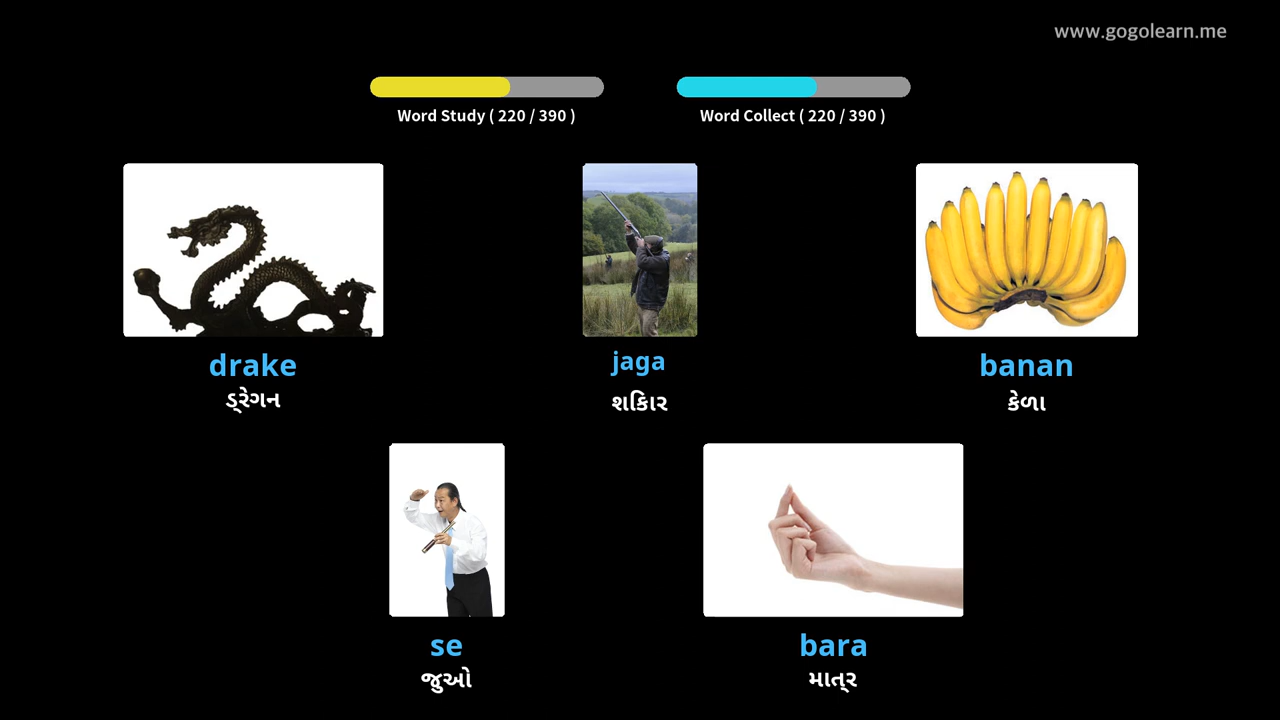 www.gogolearn.me
Word Study ( 220 / 390 )
Word Collect ( 220 / 390 )
drake
ડ્રેગન
jaga
શિકાર
banan
કેળા
se
જુઓ
bara
માત્ર